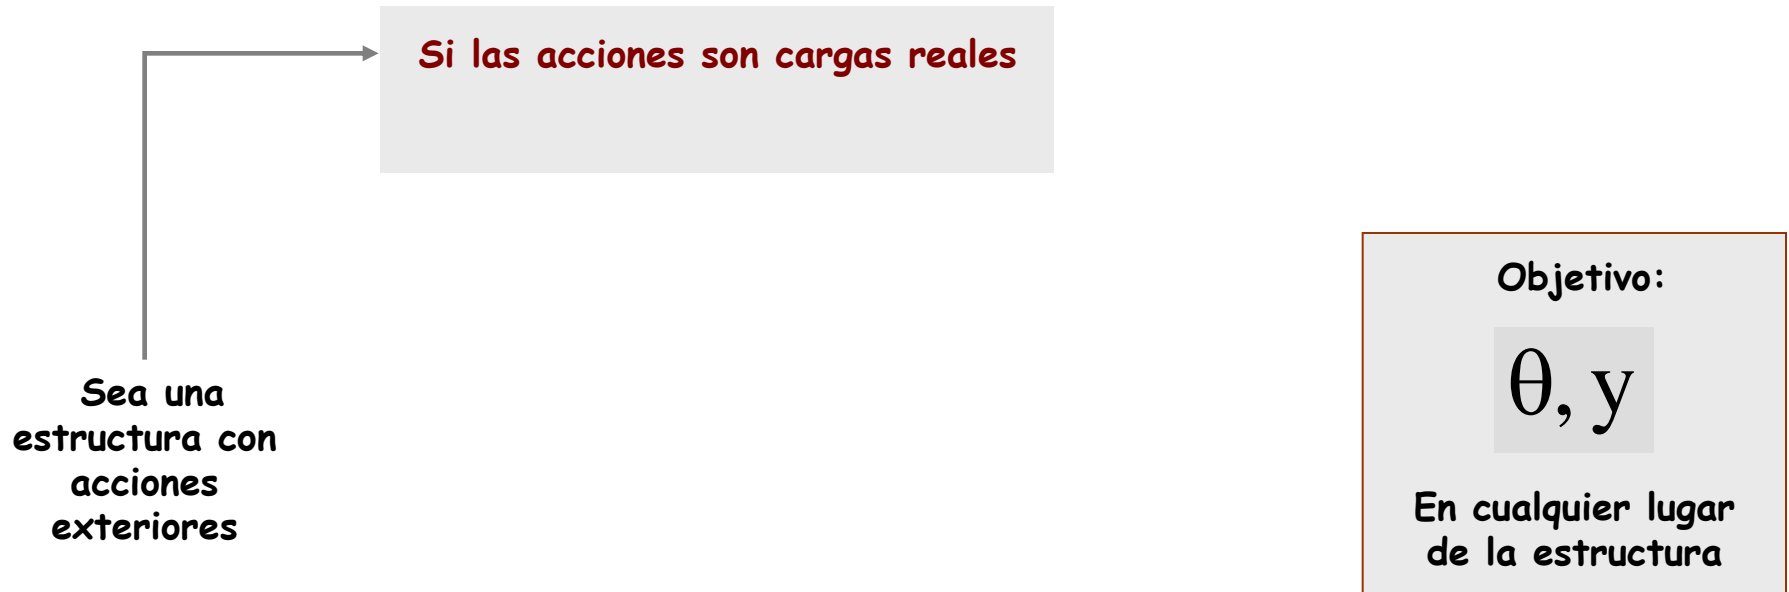 Si las acciones son cargas reales
Sea una
estructura con
acciones
exteriores
Objetivo:
θ, y
En cualquier lugar
de la estructura